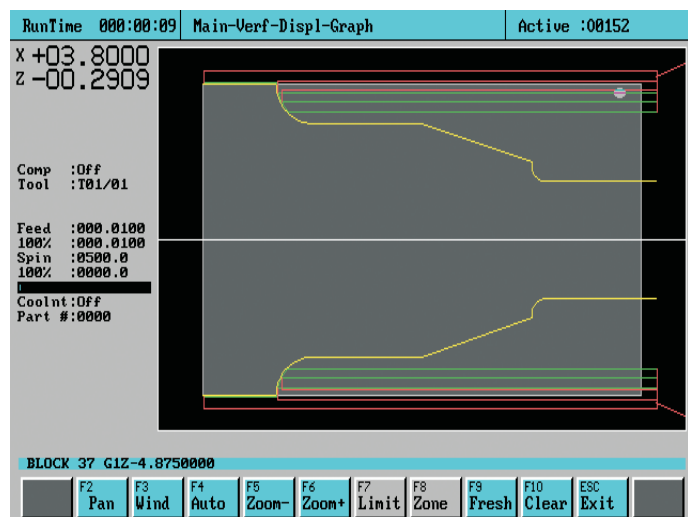 RunTime 000:00:09 Main-Verf-Displ-Graph Active :O0152
X +03.8000
Z -00.2909
Comp :Off
Tool :T01/01
Feed :000.0100
100% :000.0100
Spin :0500.0
100% :0000.0
Coolnt:Off
Part #:0000
BLOCK 37 G1Z-4.8750000
F2 F3 F4 F5 F6 F7 F8 F9 F10 ESC
Pan Wind Auto Zoom- Zoom+ Limit Zone Fresh Clear Exit